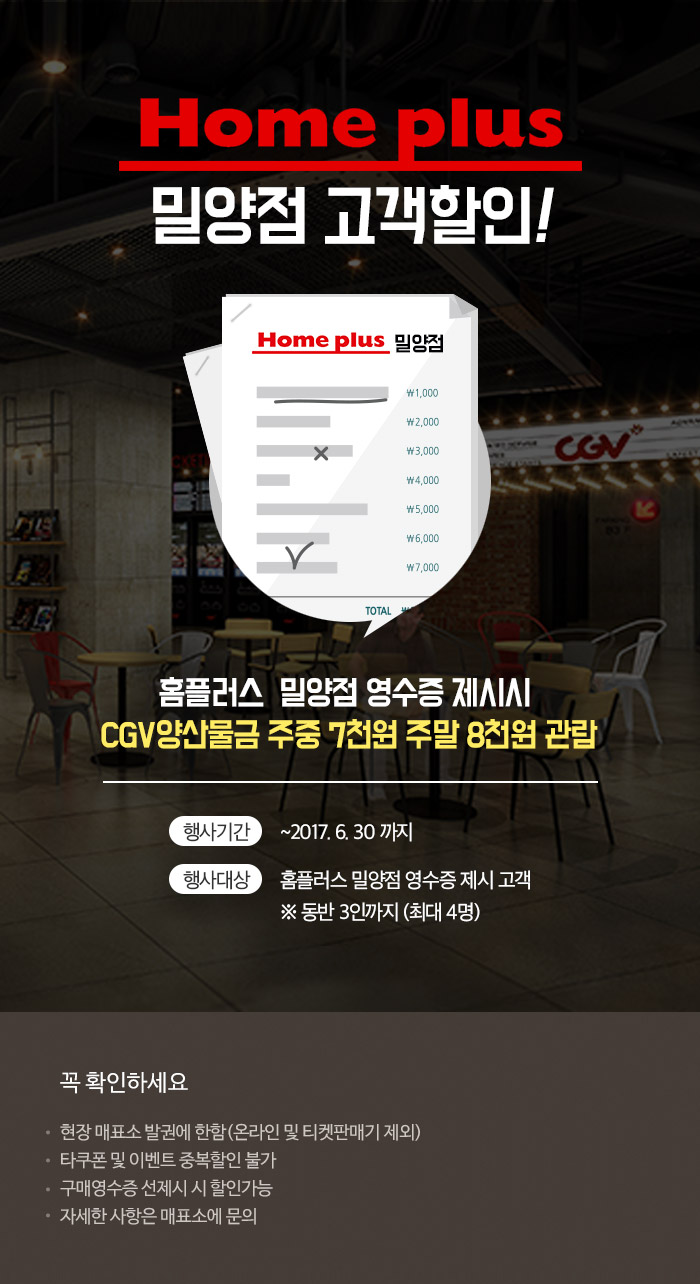 Home plus
밀양점 고객할인!
Home plus 밀양점
₩1,000
₩2,000
₩3,000
₩4,000
₩5,000
₩6,000
₩7,000
TOTAL
CGV
홈플러스 밀양점 영수증 제시시
CGV양산물금 주중 7천원 주말 8천원 관람
행사기간 ~2017. 6. 30 까지
행사대상 홈플러스 밀양점 영수증 제시 고객
※ 동반 3인까지 (최대 4명)
꼭 확인하세요
• 현장 매표소 발권에 한함(온라인 및 티켓판매기 제외)
• 타쿠폰 및 이벤트 중복할인 불가
• 구매영수증 선제시 시 할인가능
• 자세한 사항은 매표소에 문의